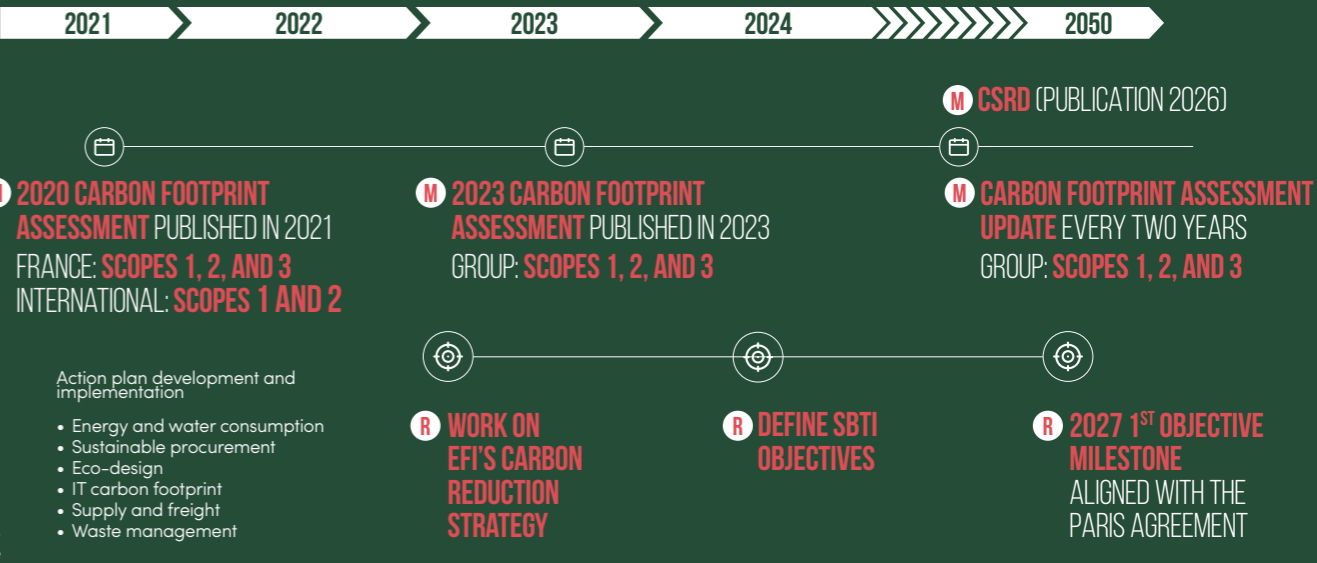 2021
2022
2023
2024
2050
M CSRD (PUBLICATION 2026)
2020 CARBON FOOTPRINT
ASSESSMENT PUBLISHED IN 2021
FRANCE: SCOPES 1, 2, AND 3
INTERNATIONAL: SCOPES 1 AND 2
M 2023 CARBON FOOTPRINT
ASSESSMENT PUBLISHED IN 2023
GROUP: SCOPES 1, 2, AND 3
M CARBON FOOTPRINT ASSESSMENT
UPDATE EVERY TWO YEARS
GROUP: SCOPES 1, 2, AND 3
Action plan development and
implementation
• Energy and water consumption
• Sustainable procurement
• Eco-design
• IT carbon footprint
• Supply and freight
• Waste management
R WORK ON
EFI'S CARBON
REDUCTION
STRATEGY
R DEFINE SBTI
OBJECTIVES
R 2027 1ST OBJECTIVE
MILESTONE
ALIGNED WITH THE
PARIS AGREEMENT